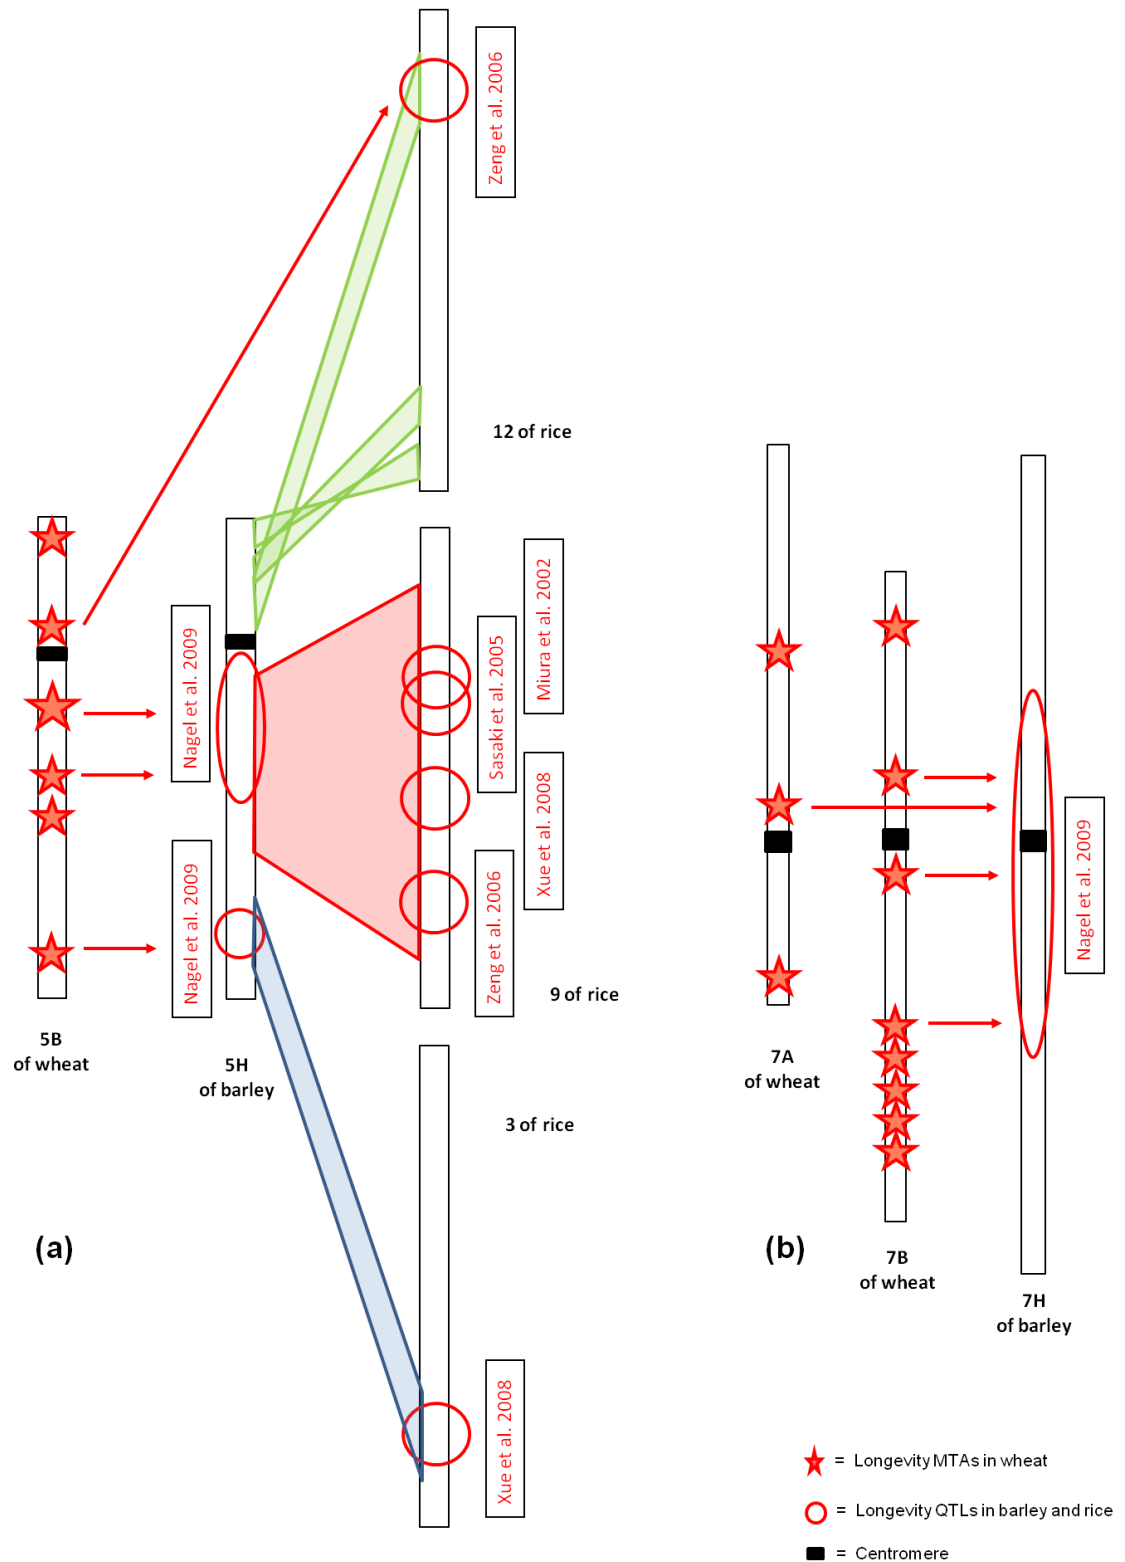 Zeng et al. 2006
12 of rice
Nagel et al. 2009
Nagel et al. 2009
Miura et al. 2002
Sasaki et al. 2005
Xue et al. 2008
Zeng et al. 2006
9 of rice
5B
of wheat
5H
of barley
3 of rice
Xue et al. 2008
(a)
Nagel et al. 2009
7A
of wheat
7B
of wheat
7H
of barley
(b)
= Longevity MTAs in wheat
= Longevity QTLs in barley and rice
= Centromere